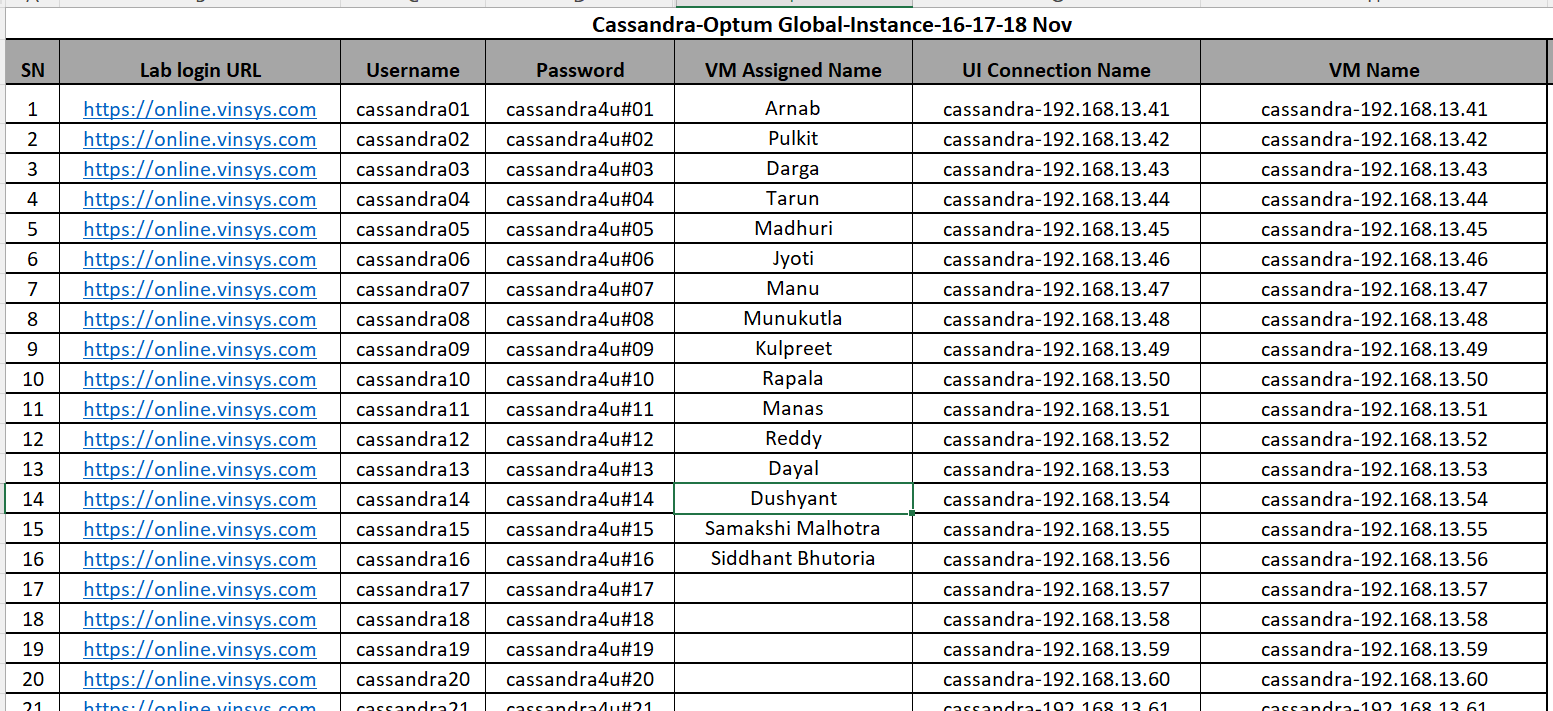 Cassandra-Optum Global-Instance-16-17-18 Nov
SN Lab login URL Username Password VM Assigned Name UI Connection Name VM Name
1 https://online.vinsys.com cassandra01 cassandra4u#01 Arnab cassandra-192.168.13.41 cassandra-192.168.13.41
2 https://online.vinsys.com cassandra02 cassandra4u#02 Pulkit cassandra-192.168.13.42 cassandra-192.168.13.42
3 https://online.vinsys.com cassandra03 cassandra4u#03 Darga cassandra-192.168.13.43 cassandra-192.168.13.43
4 https://online.vinsys.com cassandra04 cassandra4u#04 Tarun cassandra-192.168.13.44 cassandra-192.168.13.44
5 https://online.vinsys.com cassandra05 cassandra4u#05 Madhuri cassandra-192.168.13.45 cassandra-192.168.13.45
6 https://online.vinsys.com cassandra06 cassandra4u#06 Jyoti cassandra-192.168.13.46 cassandra-192.168.13.46
7 https://online.vinsys.com cassandra07 cassandra4u#07 Manu cassandra-192.168.13.47 cassandra-192.168.13.47
8 https://online.vinsys.com cassandra08 cassandra4u#08 Munukutla cassandra-192.168.13.48 cassandra-192.168.13.48
9 https://online.vinsys.com cassandra09 cassandra4u#09 Kulpreet cassandra-192.168.13.49 cassandra-192.168.13.49
10 https://online.vinsys.com cassandra10 cassandra4u#10 Rapala cassandra-192.168.13.50 cassandra-192.168.13.50
11 https://online.vinsys.com cassandra11 cassandra4u#11 Manas cassandra-192.168.13.51 cassandra-192.168.13.51
12 https://online.vinsys.com cassandra12 cassandra4u#12 Reddy cassandra-192.168.13.52 cassandra-192.168.13.52
13 https://online.vinsys.com cassandra13 cassandra4u#13 Dayal cassandra-192.168.13.53 cassandra-192.168.13.53
14 https://online.vinsys.com cassandra14 cassandra4u#14 Dushyant cassandra-192.168.13.54 cassandra-192.168.13.54
15 https://online.vinsys.com cassandra15 cassandra4u#15 Samakshi Malhotra cassandra-192.168.13.55 cassandra-192.168.13.55
16 https://online.vinsys.com cassandra16 cassandra4u#16 Siddhant Bhutoria cassandra-192.168.13.56 cassandra-192.168.13.56
17 https://online.vinsys.com cassandra17 cassandra4u#17 cassandra-192.168.13.57 cassandra-192.168.13.57
18 https://online.vinsys.com cassandra18 cassandra4u#18 cassandra-192.168.13.58 cassandra-192.168.13.58
19 https://online.vinsys.com cassandra19 cassandra4u#19 cassandra-192.168.13.59 cassandra-192.168.13.59
20 https://online.vinsys.com cassandra20 cassandra4u#20 cassandra-192.168.13.60 cassandra-192.168.13.60
21 https://online.vinsys.com cassandra21 cassandra4u#21 cassandra-192.168.13.61 cassandra-192.168.13.61